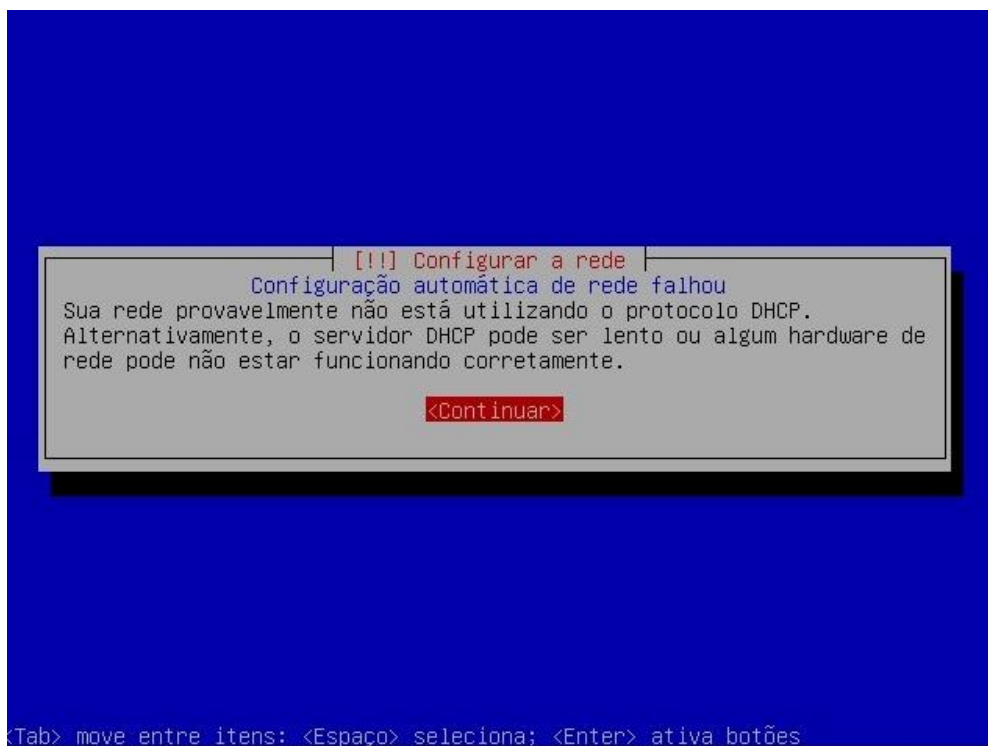 [!!] Configurar a rede
Configuração automática de rede falhou
Sua rede provavelmente não está utilizando o protocolo DHCP.
Alternativamente, o servidor DHCP pode ser lento ou algum hardware de
rede pode não estar funcionando corretamente.
<Continuar>
<Tab> move entre itens; <Espaço> seleciona; <Enter> ativa botões